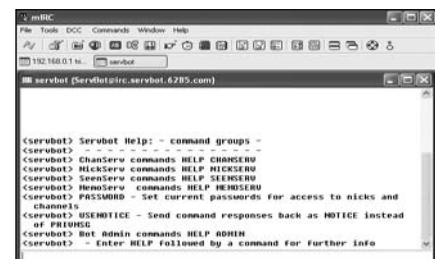 mIRC
File Tools DCC Commands Window Help
192.168.0.1 servbot
servbot (ServBot@irc.servbot.6285.com)
<servbot> Servbot Help: - command groups -
<servbot> - - - - - - - - - - - - - - - -
<servbot> ChanServ commands HELP CHANSERV
<servbot> NickServ commands HELP NICKSERV
<servbot> SeenServ commands HELP SEENSERV
<servbot> MemoServ commands HELP MEMOSERV
<servbot> PASSWORD - Set current passwords for access to nicks and
channels
<servbot> USENOTICE - Send command responses back as NOTICE instead
of PRIVMSG
<servbot> Bot Admin commands HELP ADMIN
<servbot> - Enter HELP followed by a command for further info